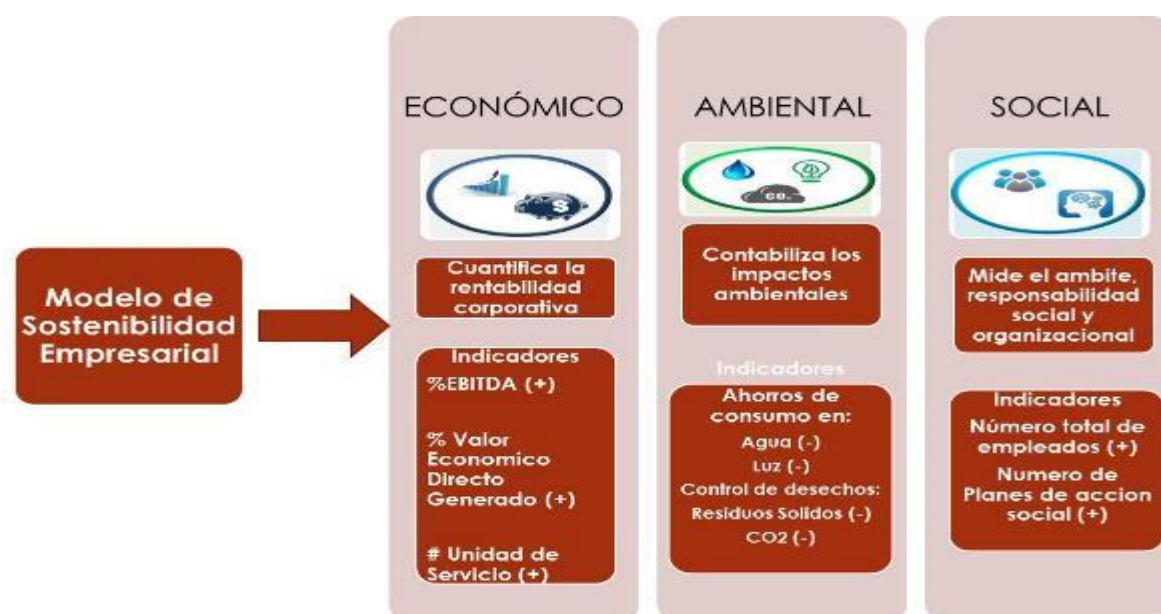 Modelo de
Sostenibilidad
Empresarial
ECONÓMICO
$
Cuantifica la
rentabilidad
corporativa
Indicadores
%EBITDA (+)
% Valor
Economico
Directo
Generado (+)
# Unidad de
Servicio (+)
AMBIENTAL
CO2
Contabiliza los
impactos
ambientales
Indicadores
Ahorros de
consumo en:
Agua (-)
Luz (-)
Control de desechos:
Residuos Solidos (-)
CO2 (-)
SOCIAL
Mide el ambite,
responsabilidad
social y
organizacional
Indicadores
Número total de
empleados (+)
Numero de
Planes de accion
social (+)